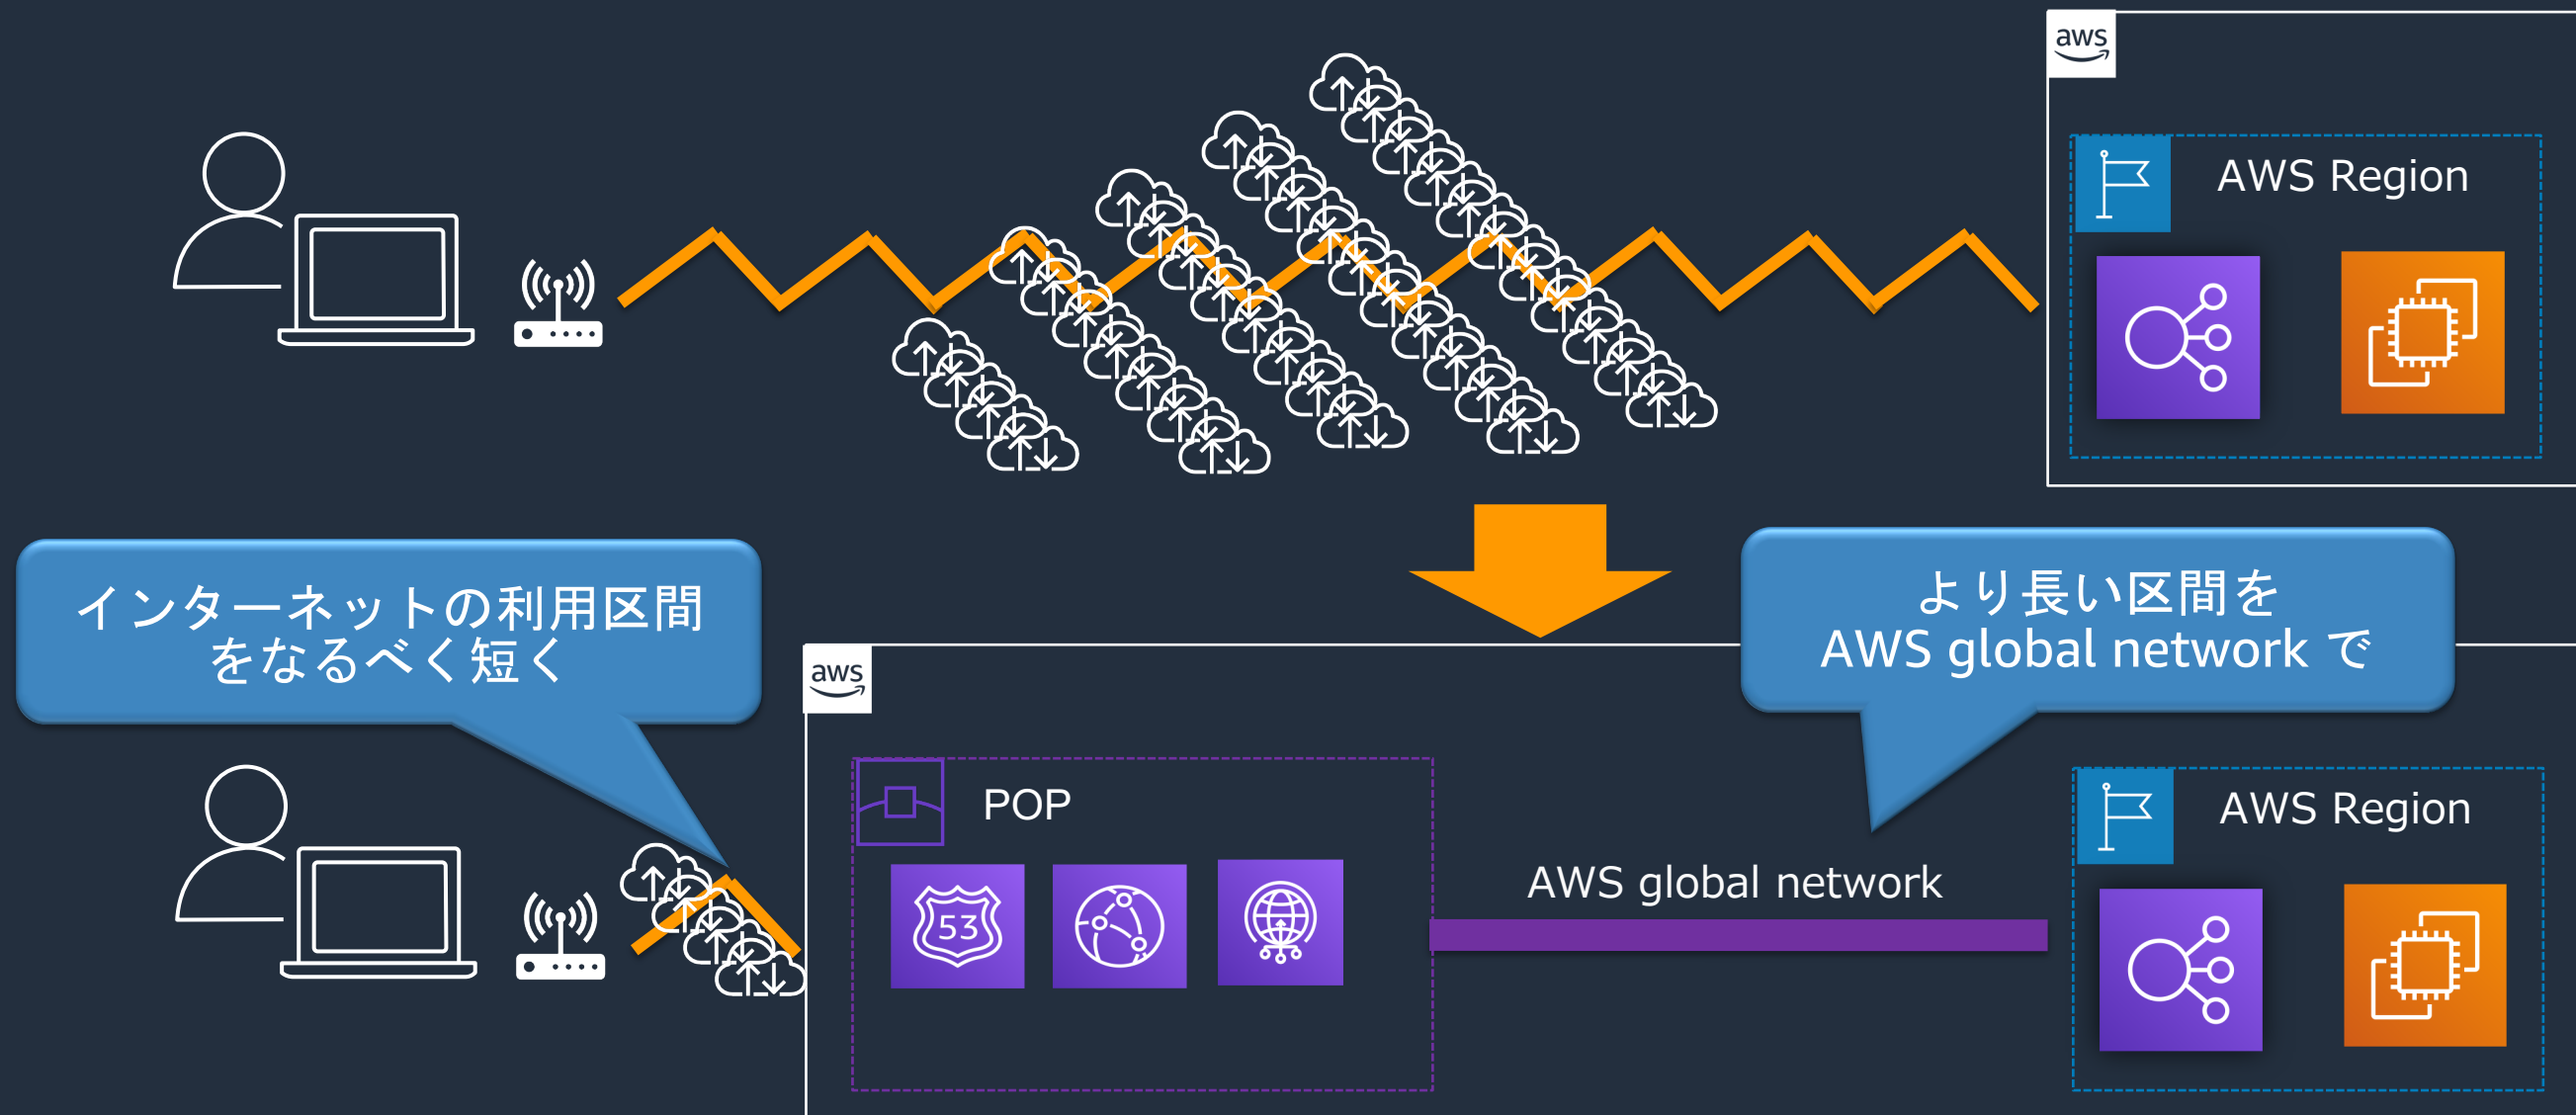 aws
AWS Region
インターネットの利用区間
をなるべく短く
より長い区間を
AWS global network で
aws
POP
53
AWS global network
AWS Region